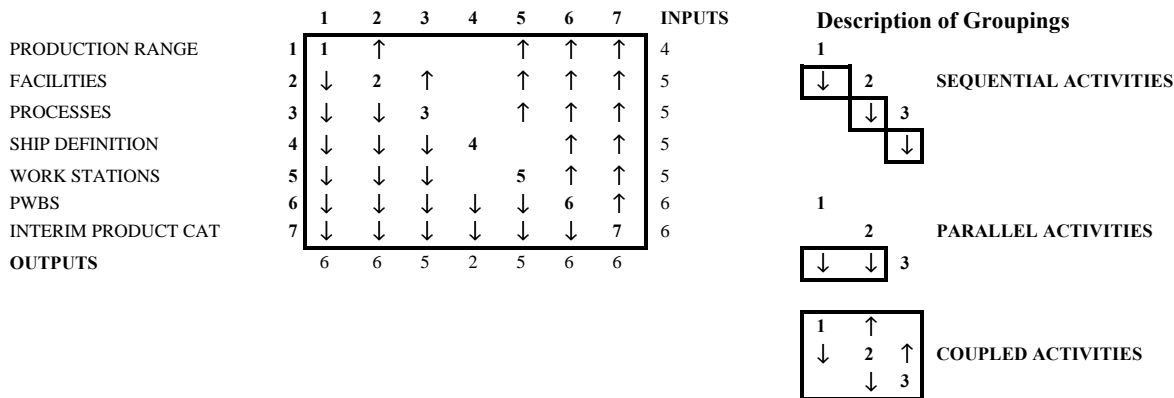 1 2 3 4 5 6 7 INPUTS
PRODUCTION RANGE 1 1 ↑ ↑ ↑ ↑ 4
FACILITIES 2 ↓ 2 ↑ ↑ ↑ ↑ 5
PROCESSES 3 ↓ ↓ 3 ↑ ↑ ↑ 5
SHIP DEFINITION 4 ↓ ↓ ↓ 4 ↑ ↑ 5
WORK STATIONS 5 ↓ ↓ ↓ 5 ↑ ↑ 5
PWBS 6 ↓ ↓ ↓ ↓ ↓ 6 ↑ 6
INTERIM PRODUCT CAT 7 ↓ ↓ ↓ ↓ ↓ ↓ 7 6
OUTPUTS 6 6 5 2 5 6 6
Description of Groupings
1
↓ 2 SEQUENTIAL ACTIVITIES
↓ 3
↓
1
2 PARALLEL ACTIVITIES
↓ ↓ 3
1 ↑
↓ 2 ↑ COUPLED ACTIVITIES
↓ 3